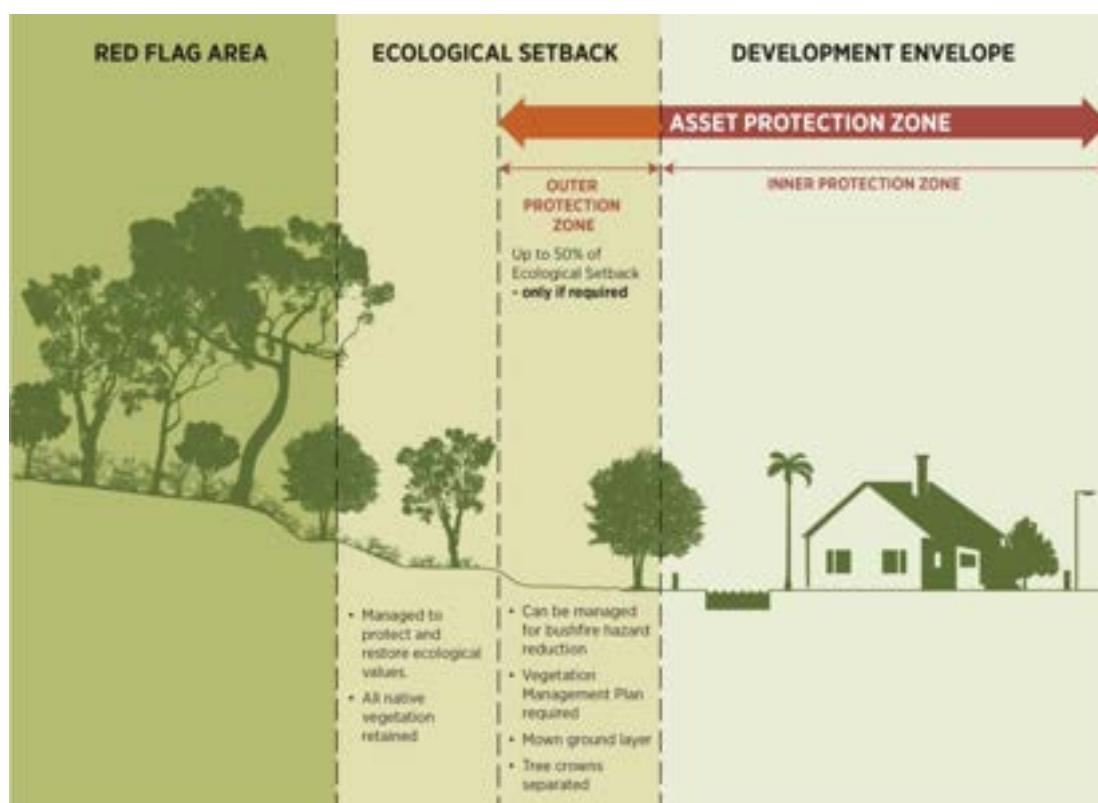 RED FLAG AREA
ECOLOGICAL SETBACK
DEVELOPMENT ENVELOPE
ASSET PROTECTION ZONE
OUTER
PROTECTION
ZONE
INNER PROTECTION ZONE
Up to 50% of
Ecological Setback
- only if required
• Managed to
protect and
restore ecological
values.
• All native
vegetation
retained
• Can be managed
for bushfire hazard
reduction
• Vegetation
Management Plan
required
• Mown ground layer
• Tree crowns
separated